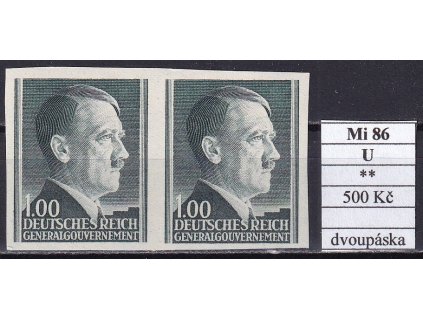 1.00
DEUTSCHES REICH
GENERALGOUVERNEMENT
1.00
DEUTSCHES REICH
GENERALGOUVERNEMENT
Mi 86
U
**
500 Kč
dvoupáska